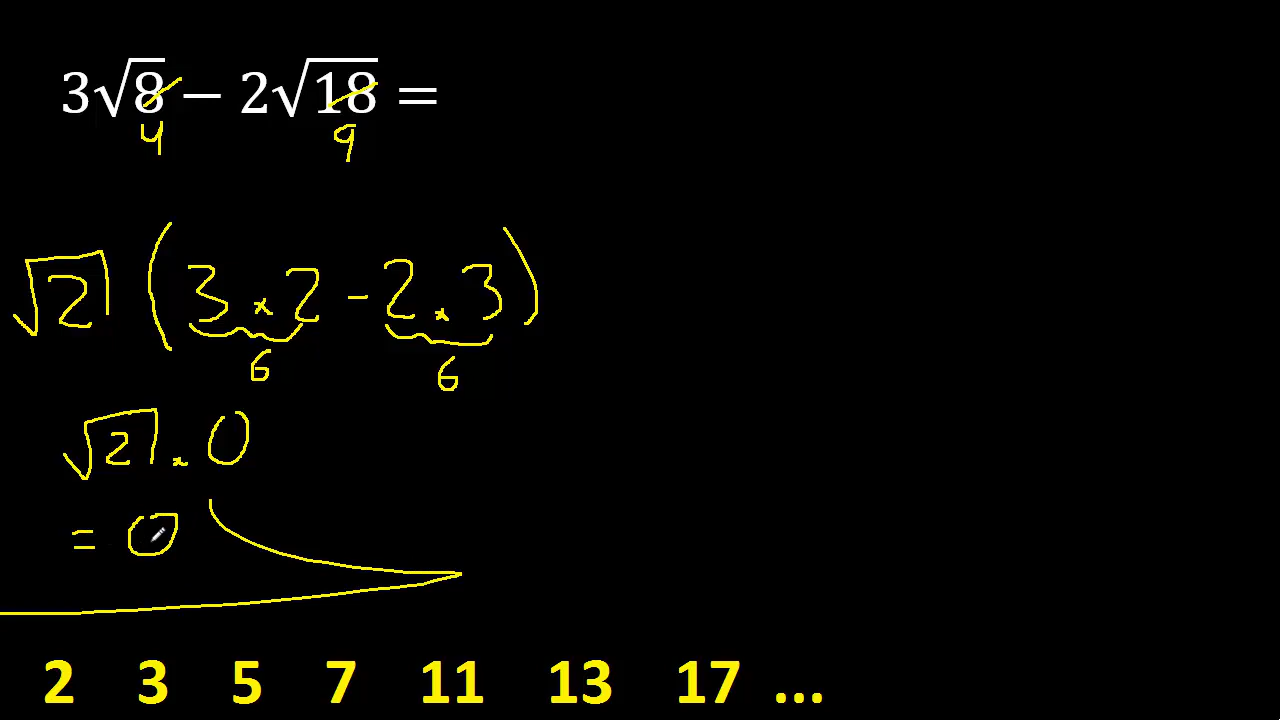 3√8 − 2√18 =
4 9
√2 (3 × 2 - 2 × 3)
6 6
√2 × 0
= 0
2 3 5 7 11 13 17 ...